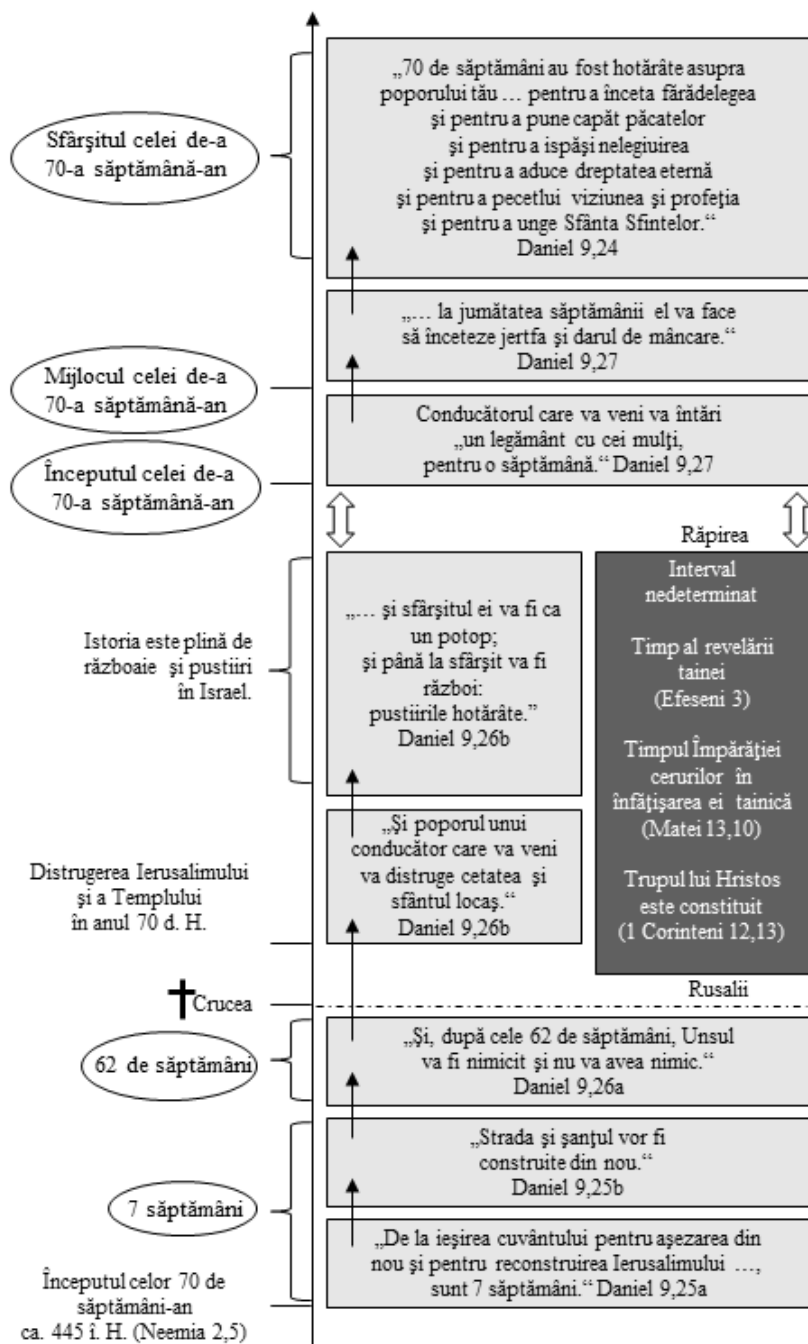 „70 de săptămâni au fost hotărâte asupra
poporului tău … pentru a înceta fărădelegea
şi pentru a pune capăt păcatelor
şi pentru a ispăşi nelegiuirea
şi pentru a aduce dreptatea eternă
şi pentru a pecetlui viziunea şi profeţia
şi pentru a unge Sfânta Sfintelor.“
Daniel 9,24
Sfârşitul celei de-a
70-a săptămână-an
„… la jumătatea săptămânii el va face
să înceteze jertfa şi darul de mâncare.“
Daniel 9,27
Mijlocul celei de-a
70-a săptămână-an
Conducătorul care va veni va întări
„un legământ cu cei mulţi,
pentru o săptămână.“ Daniel 9,27
Începutul celei de-a
70-a săptămână-an
Răpirea
Istoria este plină de
războaie şi pustiiri
în Israel.
„… şi sfârşitul ei va fi ca
un potop;
şi până la sfârşit va fi
război:
pustiirile hotărâte.”
Daniel 9,26b
Interval
nedeterminat
Timp al revelării
tainei
(Efeseni 3)
Timpul Împărăţiei
cerurilor în
înfăţişarea ei tainică
(Matei 13,10)
Trupul lui Hristos
este constituit
(1 Corinteni 12,13)
Distrugerea Ierusalimului
şi a Templului
în anul 70 d. H.
„Şi poporul unui
conducător care va veni
va distruge cetatea şi
sfântul locaş.“
Daniel 9,26b
Rusalii
Crucea
62 de săptămâni
„Şi, după cele 62 de săptămâni, Unsul
va fi nimicit şi nu va avea nimic.“
Daniel 9,26a
7 săptămâni
„Strada şi şanţul vor fi
construite din nou.“
Daniel 9,25b
„De la ieşirea cuvântului pentru aşezarea din
nou şi pentru reconstruirea Ierusalimului …,
sunt 7 săptămâni.“ Daniel 9,25a
Începutul celor 70 de
săptămâni-an
ca. 445 î. H. (Neemia 2,5)